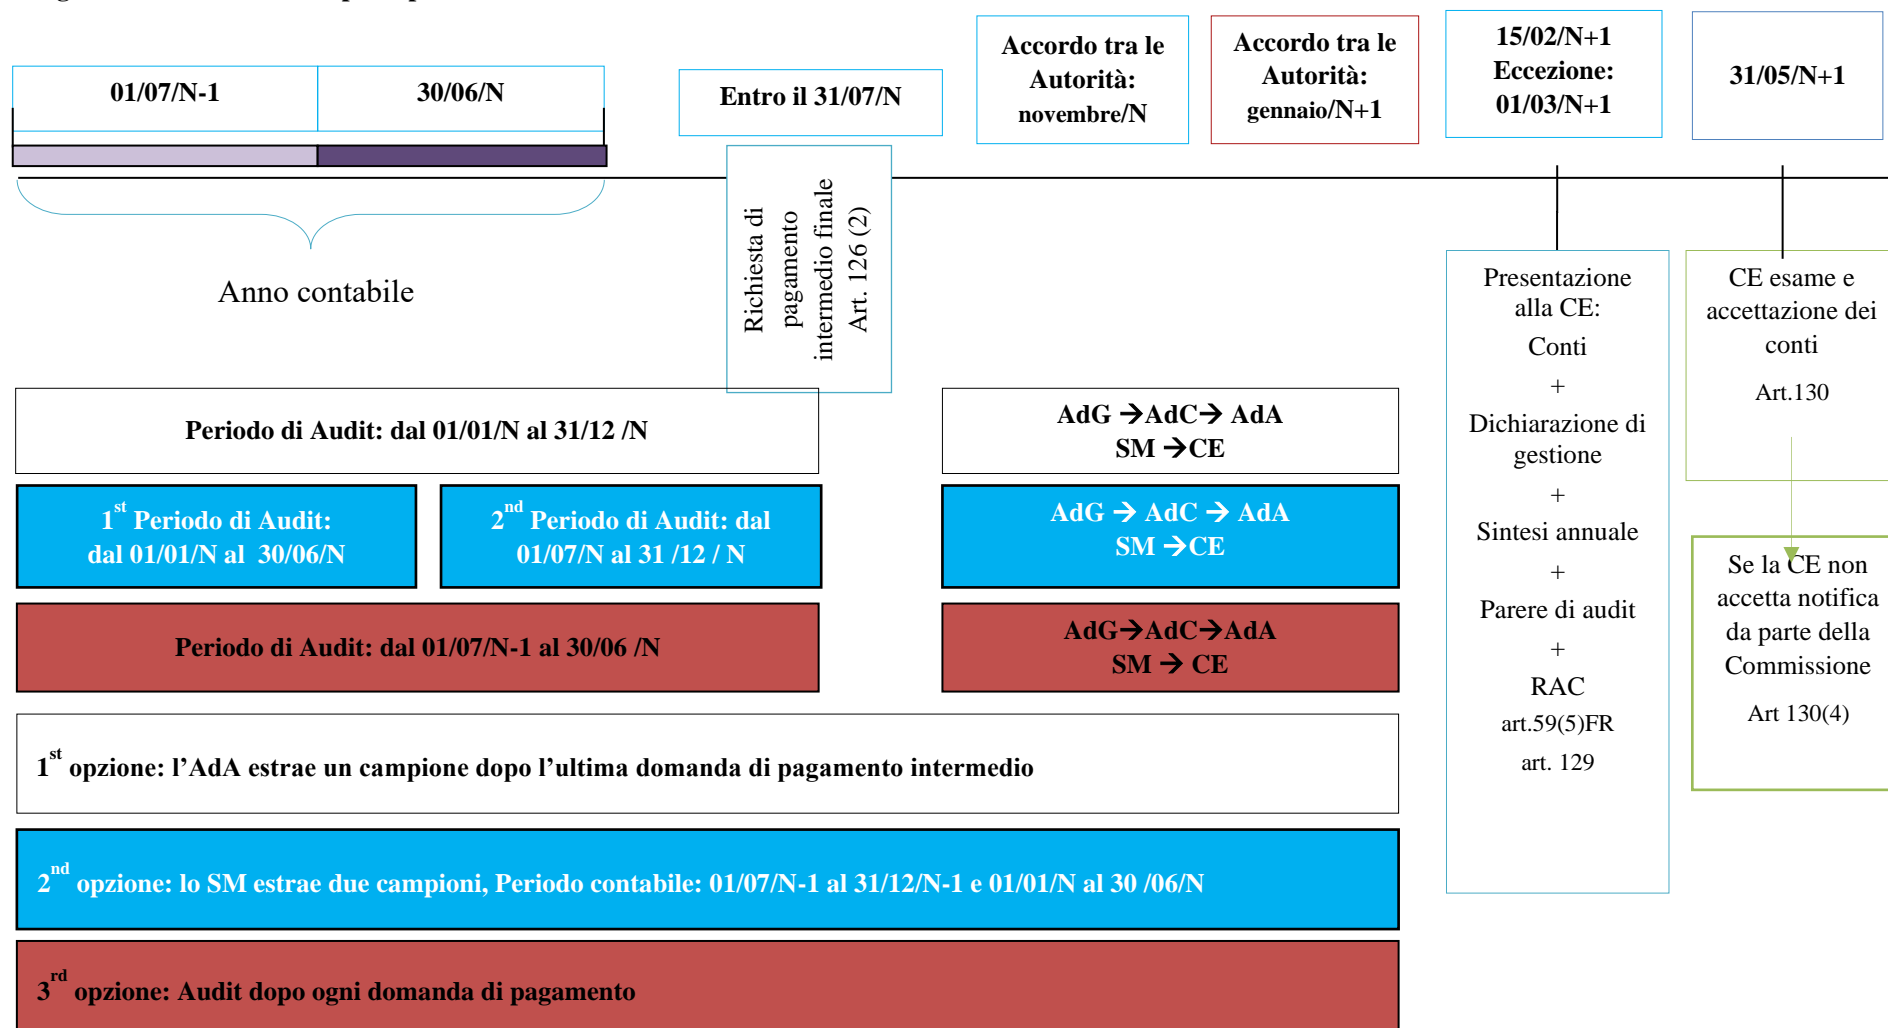 01/07/N-1
30/06/N
Entro il 31/07/N
Accordo tra le
Autorità:
novembre/N
Accordo tra le
Autorità:
gennaio/N+1
15/02/N+1
Eccezione:
01/03/N+1
31/05/N+1
Anno contabile
Richiesta di
pagamento
intermedio finale
Art. 126 (2)
Presentazione
alla CE:
Conti
+
Dichiarazione di
gestione
+
Sintesi annuale
+
Parere di audit
+
RAC
art.59(5)FR
art. 129
CE esame e
accettazione dei
conti
Art.130
Se la CE non
accetta notifica
da parte della
Commissione
Art 130(4)
Periodo di Audit: dal 01/01/N al 31/12 /N
AdG →AdC→ AdA
SM →CE
1st Periodo di Audit:
dal 01/01/N al 30/06/N
2nd Periodo di Audit: dal
01/07/N al 31 /12 / N
AdG → AdC → AdA
SM →CE
Periodo di Audit: dal 01/07/N-1 al 30/06 /N
AdG→AdC→AdA
SM → CE
1st opzione: l’AdA estrae un campione dopo l’ultima domanda di pagamento intermedio
2nd opzione: lo SM estrae due campioni, Periodo contabile: 01/07/N-1 al 31/12/N-1 e 01/01/N al 30 /06/N
3rd opzione: Audit dopo ogni domanda di pagamento